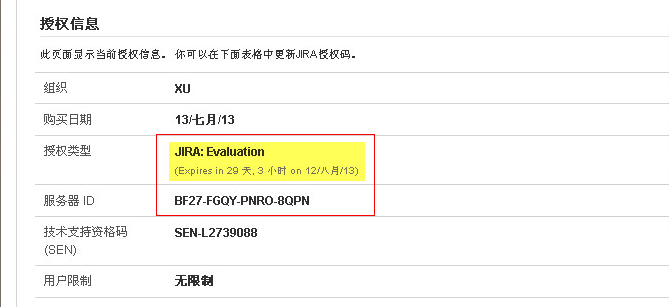 授权信息
此页面显示当前授权信息。 你可以在下面表格中更新JIRA授权码。
组织 XU
购买日期 13/七月/13
授权类型 JIRA: Evaluation
(Expires in 29 天, 3 小时 on 12/八月/13)
服务器 ID BF27-FGQY-PNRO-8QPN
技术支持资格码 SEN-L2739088
(SEN)
用户限制 无限制